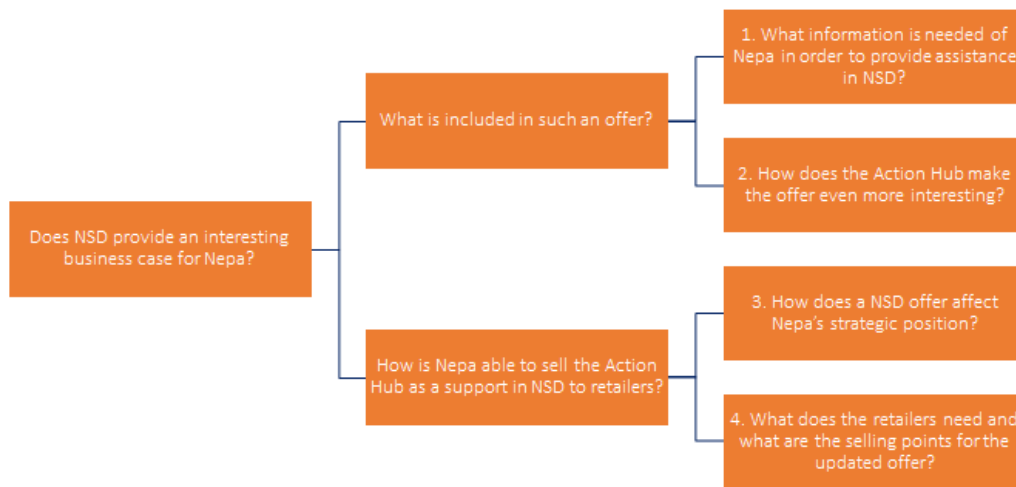 1. What information is needed of
Nepa in order to provide assistance
in NSD?
What is included in such an offer?
2. How does the Action Hub make
the offer even more interesting?
Does NSD provide an interesting
business case for Nepa?
3. How does a NSD offer affect
Nepa's strategic position?
How is Nepa able to sell the Action
Hub as a support in NSD to retailers?
4. What does the retailers need and
what are the selling points for the
updated offer?